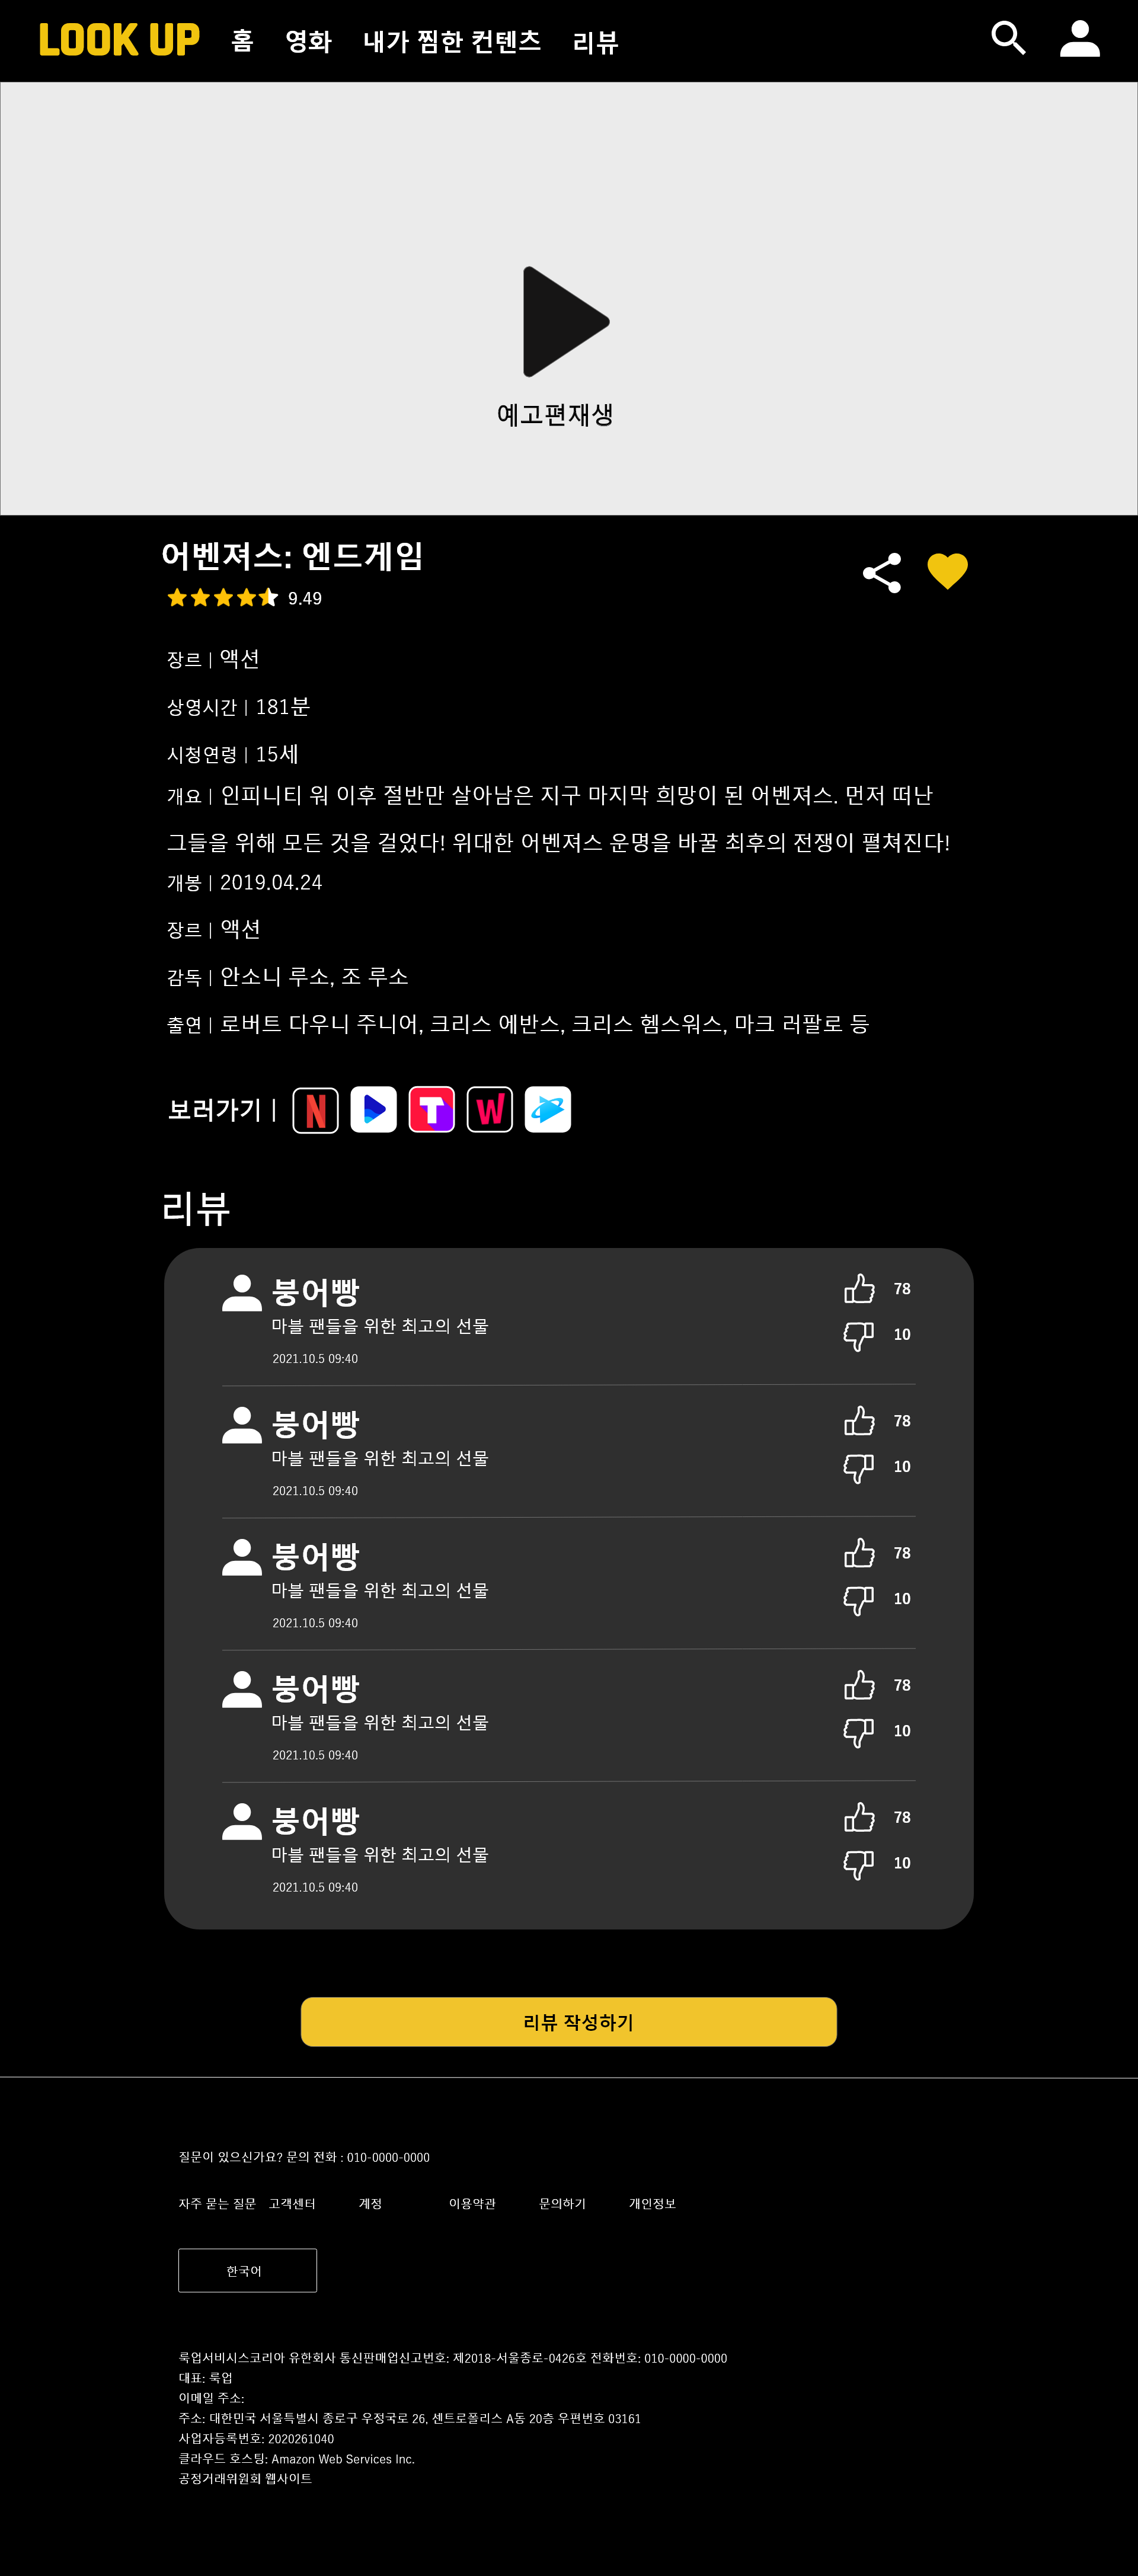 LOOK UP 홈 영화 내가 찜한 컨텐츠 리뷰
예고편재생
어벤져스: 엔드게임
9.49
장르 | 액션
상영시간 | 181분
시청연령 | 15세
개요 | 인피니티 워 이후 절반만 살아남은 지구 마지막 희망이 된 어벤져스. 먼저 떠난
그들을 위해 모든 것을 걸었다! 위대한 어벤져스 운명을 바꿀 최후의 전쟁이 펼쳐진다!
개봉 | 2019.04.24
장르 | 액션
감독 | 안소니 루소, 조 루소
출연 | 로버트 다우니 주니어, 크리스 에반스, 크리스 헴스워스, 마크 러팔로 등
보러가기 | N T W
리뷰
붕어빵 78
마블 팬들을 위한 최고의 선물 10
2021.10.5 09:40
붕어빵 78
마블 팬들을 위한 최고의 선물 10
2021.10.5 09:40
붕어빵 78
마블 팬들을 위한 최고의 선물 10
2021.10.5 09:40
붕어빵 78
마블 팬들을 위한 최고의 선물 10
2021.10.5 09:40
붕어빵 78
마블 팬들을 위한 최고의 선물 10
2021.10.5 09:40
리뷰 작성하기
질문이 있으신가요? 문의 전화 : 010-0000-0000
자주 묻는 질문 고객센터 계정 이용약관 문의하기 개인정보
한국어
룩업서비시스코리아 유한회사 통신판매업신고번호: 제2018-서울종로-0426호 전화번호: 010-0000-0000
대표: 룩업
이메일 주소:
주소: 대한민국 서울특별시 종로구 우정국로 26, 센트로폴리스 A동 20층 우편번호 03161
사업자등록번호: 2020261040
클라우드 호스팅: Amazon Web Services Inc.
공정거래위원회 웹사이트